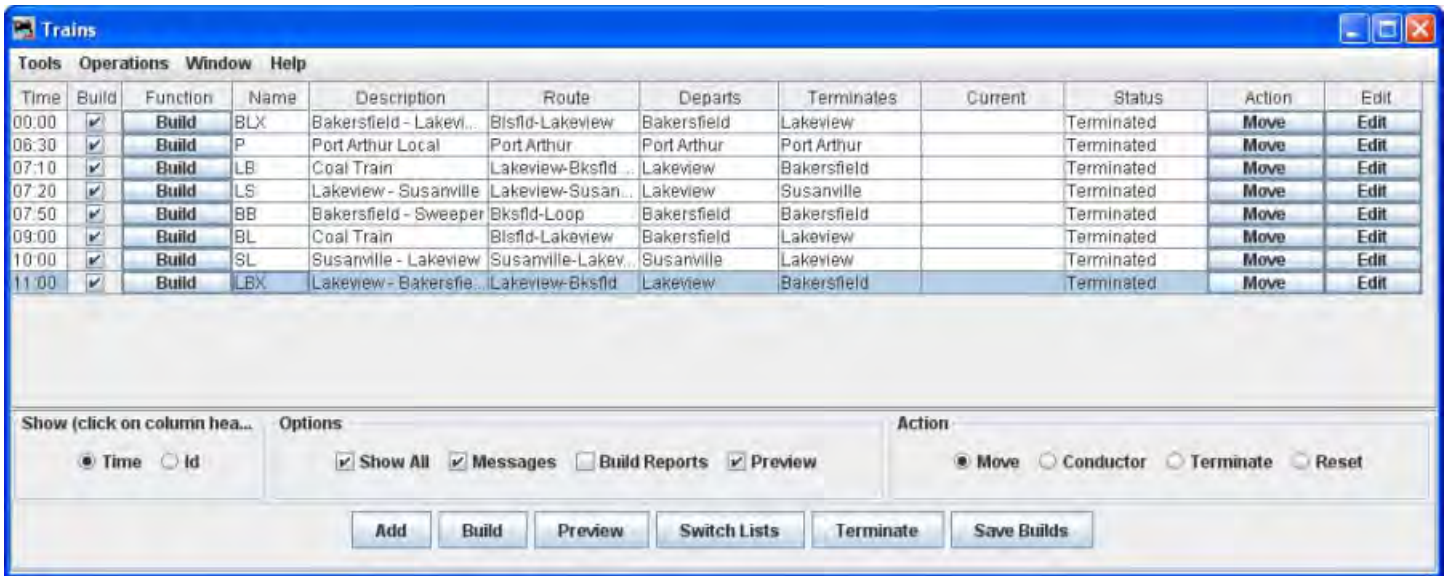 Trains
Tools Operations Window Help
Time Build Function Name Description Route Departs Terminates Current Status Action Edit
00:00 Build BLX Bakersfield - Lakevi... Blsfld-Lakeview Bakersfield Lakeview Terminated Move Edit
06:30 Build P Port Arthur Local Port Arthur Port Arthur Port Arthur Terminated Move Edit
07:10 Build LB Coal Train Lakeview-Bksfld ... Lakeview Bakersfield Terminated Move Edit
07:20 Build LS Lakeview - Susanville Lakeview-Susan... Lakeview Susanville Terminated Move Edit
07:50 Build BB Bakersfield - Sweeper Bksfld-Loop Bakersfield Bakersfield Terminated Move Edit
09:00 Build BL Coal Train Blsfld-Lakeview Bakersfield Lakeview Terminated Move Edit
10:00 Build SL Susanville - Lakeview Susanville-Lakev... Susanville Lakeview Terminated Move Edit
11:00 Build LBX Lakeview - Bakersfie... Lakeview-Bksfld Lakeview Bakersfield Terminated Move Edit
Show (click on column hea... Options Action
Time Id Show All Messages Build Reports Preview Move Conductor Terminate Reset
Add Build Preview Switch Lists Terminate Save Builds